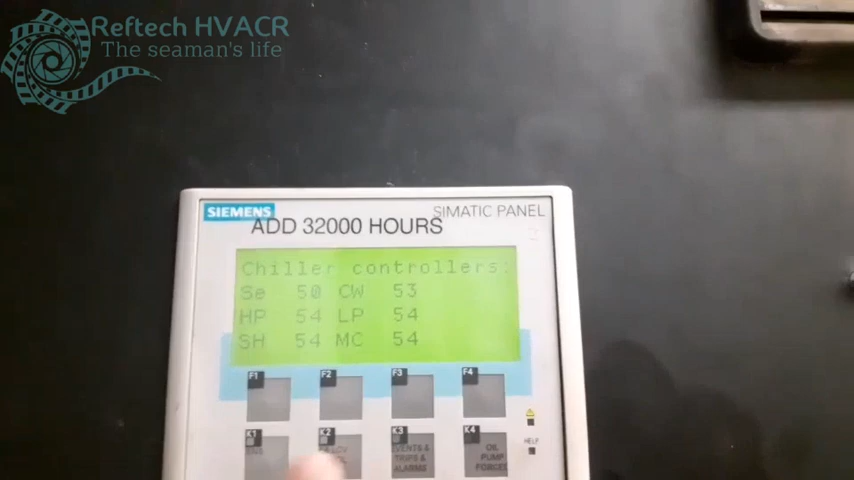 Reftech HVACR
The seaman's life
SIEMENS
SIMATIC PANEL
ADD 32000 HOURS
Chiller controllers:
Se 50 CW 53
HP 54 LP 54
SH 54 MC 54
F1 F2 F3 F4
K1 K2 K3 K4
EVENTS &
TRIPS &
ALARMS
OIL
PUMP
FORCED
HELP